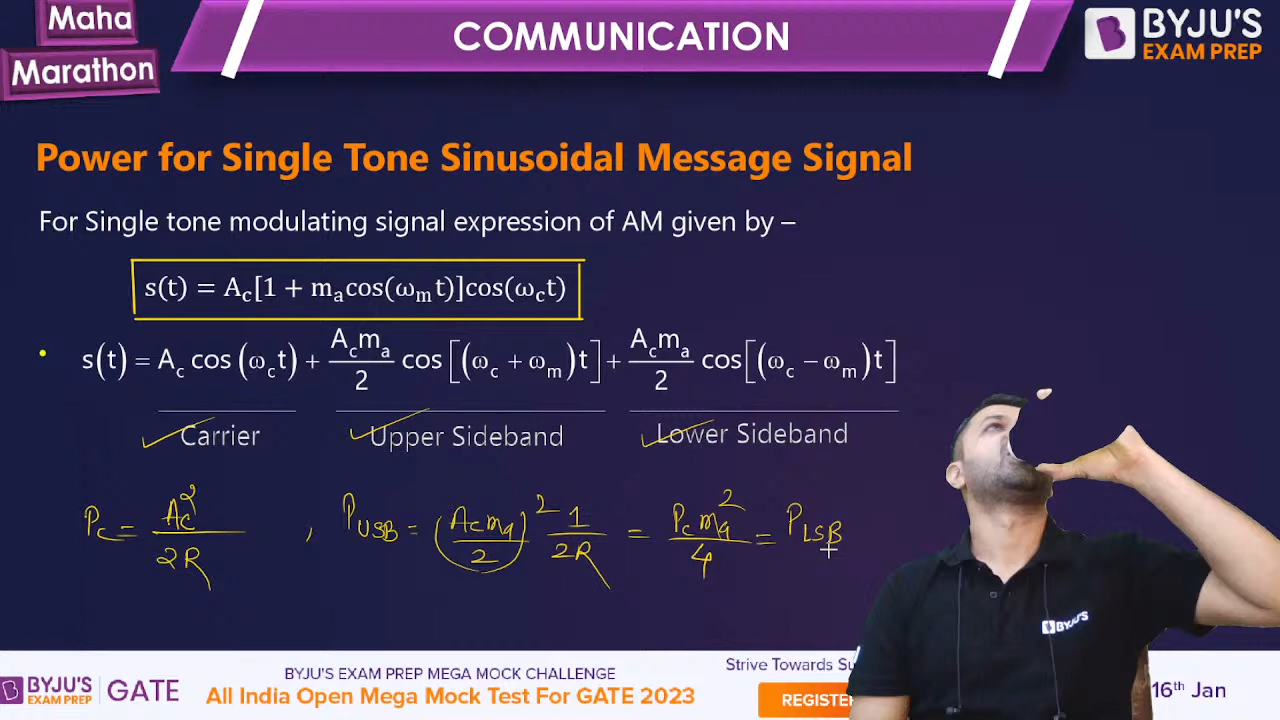 Maha
Marathon
COMMUNICATION
BYJU'S
EXAM PREP
Power for Single Tone Sinusoidal Message Signal
For Single tone modulating signal expression of AM given by –
s(t) = A_c[1 + m_a cos(ω_m t)]cos(ω_c t)
• s(t) = A_c cos (ω_c t) + A_c m_a / 2 cos[(ω_c + ω_m)t] + A_c m_a / 2 cos[(ω_c − ω_m)t]
Carrier Upper Sideband Lower Sideband
P_c = A_c² / 2R , P_USB = (A_c m_a / 2)² 1 / 2R = P_c m_a² / 4 = P_LSB
BYJU'S
BYJU'S EXAM PREP MEGA MOCK CHALLENGE
Strive Towards
BYJU'S
EXAM PREP
GATE
All India Open Mega Mock Test For GATE 2023
16th Jan